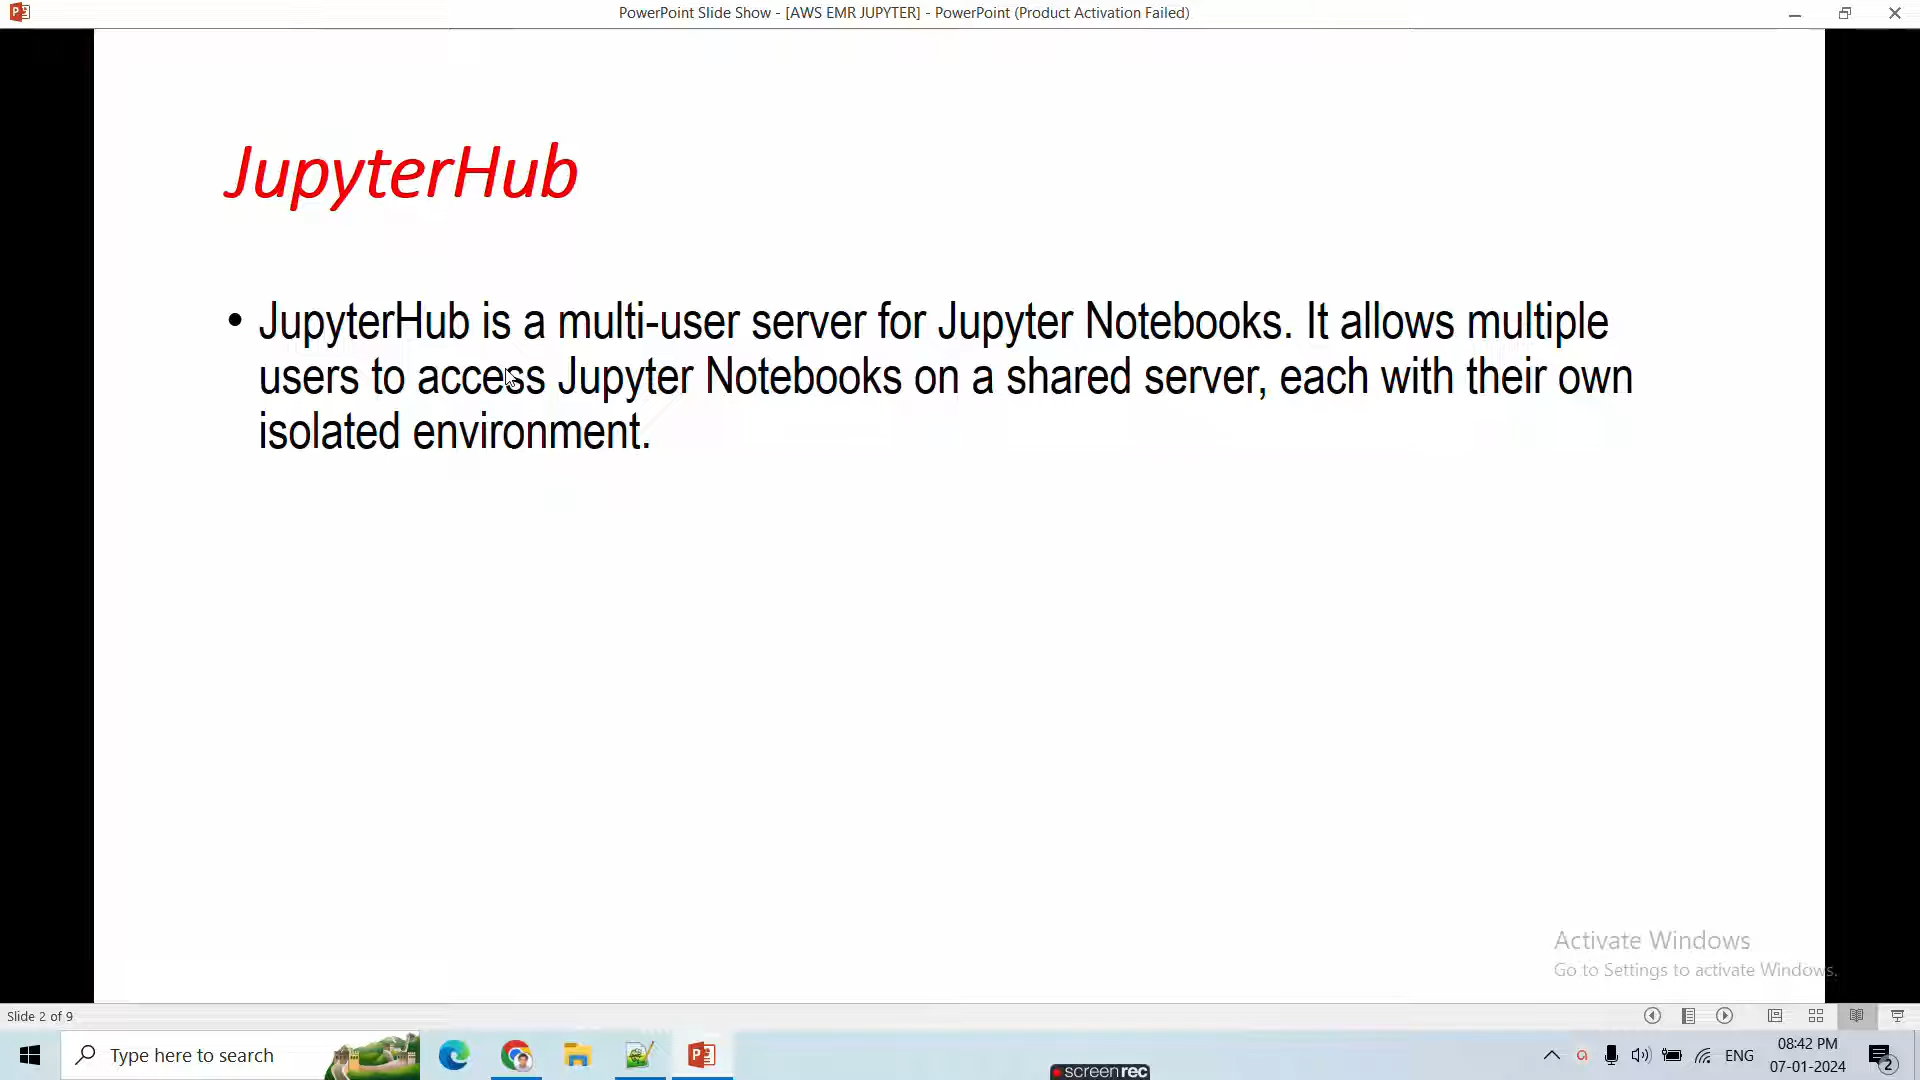 PowerPoint Slide Show - [AWS EMR JUPYTER] - PowerPoint (Product Activation Failed)
JupyterHub
• JupyterHub is a multi-user server for Jupyter Notebooks. It allows multiple
users to access Jupyter Notebooks on a shared server, each with their own
isolated environment.
Activate Windows
Go to Settings to activate Windows.
Slide 2 of 9
Type here to search
screenrec
ENG
08:42 PM
07-01-2024
2